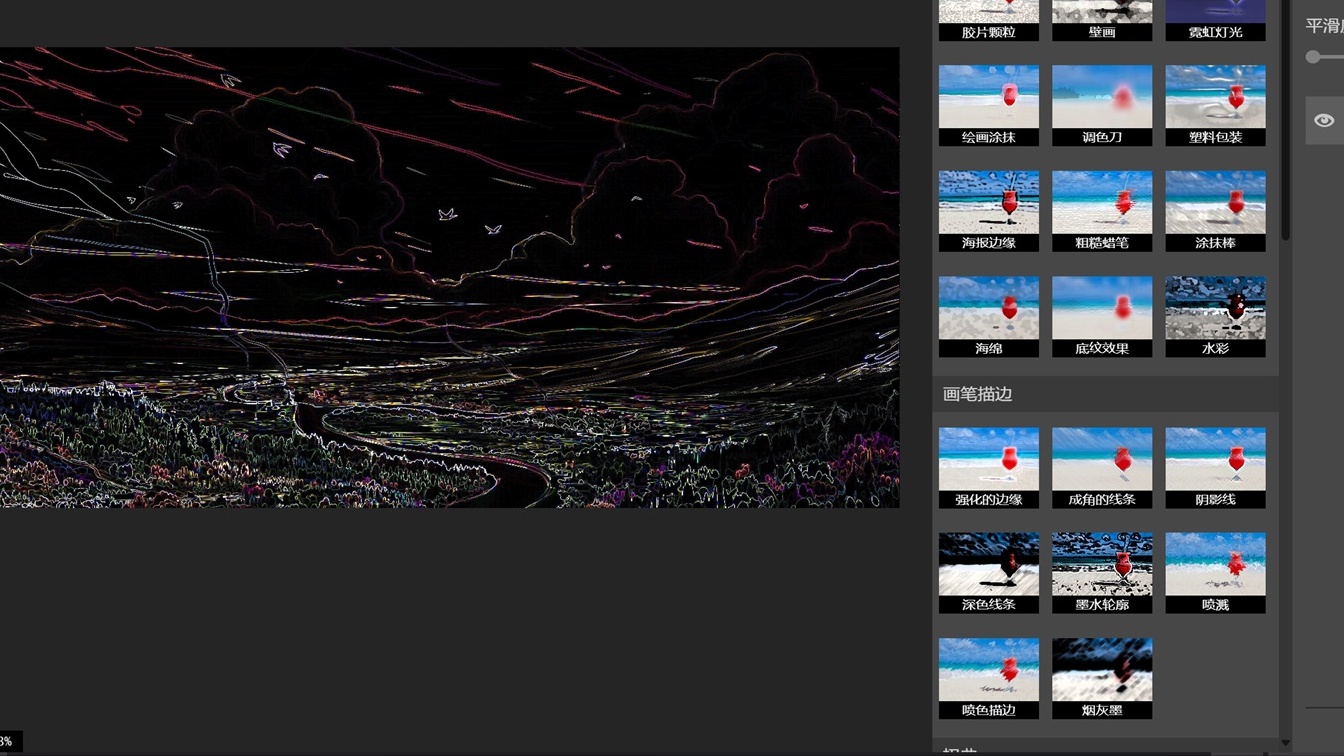 胶片颗粒 壁画 霓虹灯光
绘画涂抹 调色刀 塑料包装
海报边缘 粗糙蜡笔 涂抹棒
海绵 底纹效果 水彩
画笔描边
强化的边缘 成角的线条 阴影线
深色线条 墨水轮廓 喷溅
喷色描边 烟灰墨
平滑